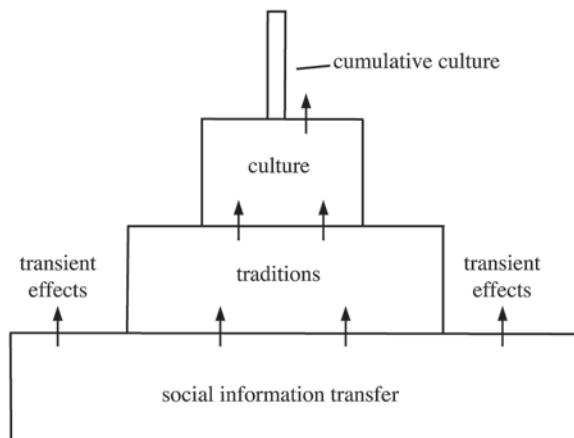 cumulative culture
culture
transient
effects
traditions
transient
effects
social information transfer